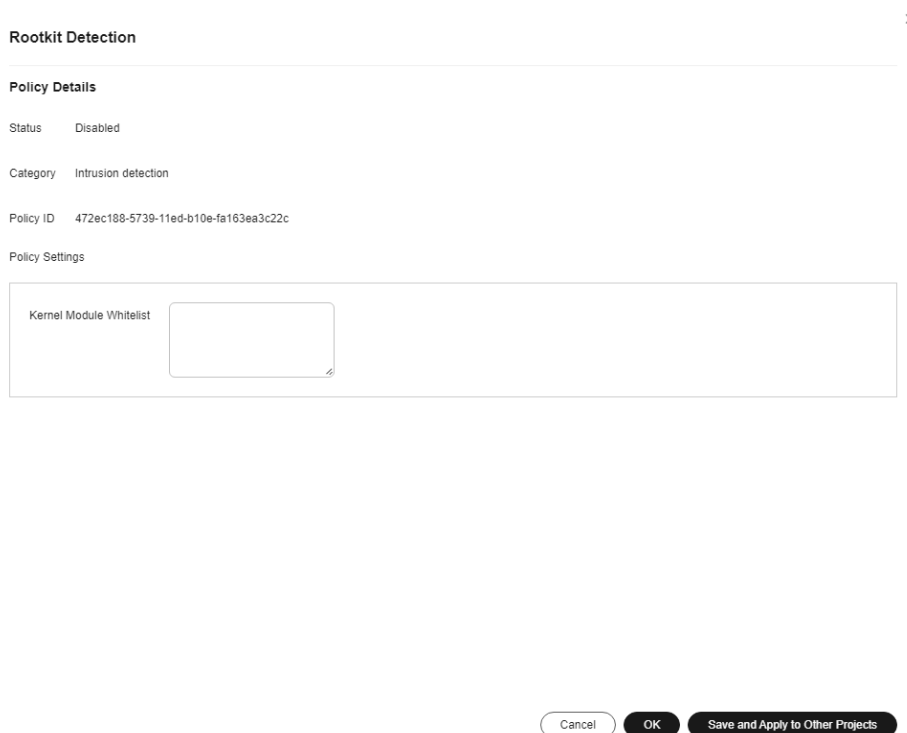 Rootkit Detection
Policy Details
Status Disabled
Category Intrusion detection
Policy ID 472ec188-5739-11ed-b10e-fa163ea3c22c
Policy Settings
Kernel Module Whitelist
Cancel OK Save and Apply to Other Projects